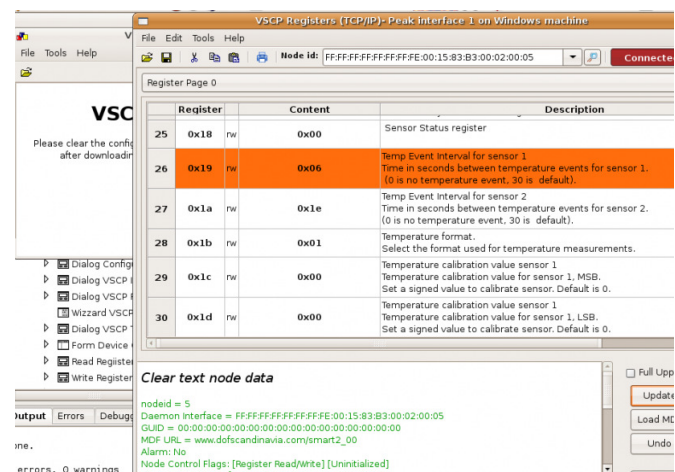 VSCP Registers (TCP/IP)- Peak interface 1 on Windows machine
File Edit Tools Help
Node id: FF:FF:FF:FF:FF:FF:FF:FE:00:15:83:B3:00:02:00:05
Connected
Register Page 0
Register Content Description
25 0x18 rw 0x00 Sensor Status register
26 0x19 rw 0x06 Temp Event Interval for sensor 1
Time in seconds between temperature events for sensor 1.
(0 is no temperature event, 30 is default).
27 0x1a rw 0x1e Temp Event Interval for sensor 2
Time in seconds between temperature events for sensor 2.
(0 is no temperature event, 30 is default).
28 0x1b rw 0x01 Temperature format.
Select the format used for temperature measurements.
29 0x1c rw 0x00 Temperature calibration value sensor 1
Temperature calibration value for sensor 1, MSB.
Set a signed value to calibrate sensor. Default is 0.
30 0x1d rw 0x00 Temperature calibration value sensor 1
Temperature calibration value for sensor 1, LSB.
Set a signed value to calibrate sensor. Default is 0.
Clear text node data
nodeid = 5
Daemon Interface = FF:FF:FF:FF:FF:FF:FF:FE:00:15:83:B3:00:02:00:05
GUID = 00:00:00:00:00:00:00:00:00:00:00:00:00:00:00:00
MDF URL = www.dofscandinavia.com/smart2_00
Alarm: No
Node Control Flags: [Register Read/Write] [Uninitialized]
Full Upp
Update
Load MD
Undo
V
File Tools Help
VSC
Please clear the config
after downloadin
Dialog Config
Dialog VSCP
Dialog VSCP
Wizzard VSCP
Dialog VSCP
Form Device
Read Regiister
Write Register
Output Errors Debugg
one.
errors, 0 warnings